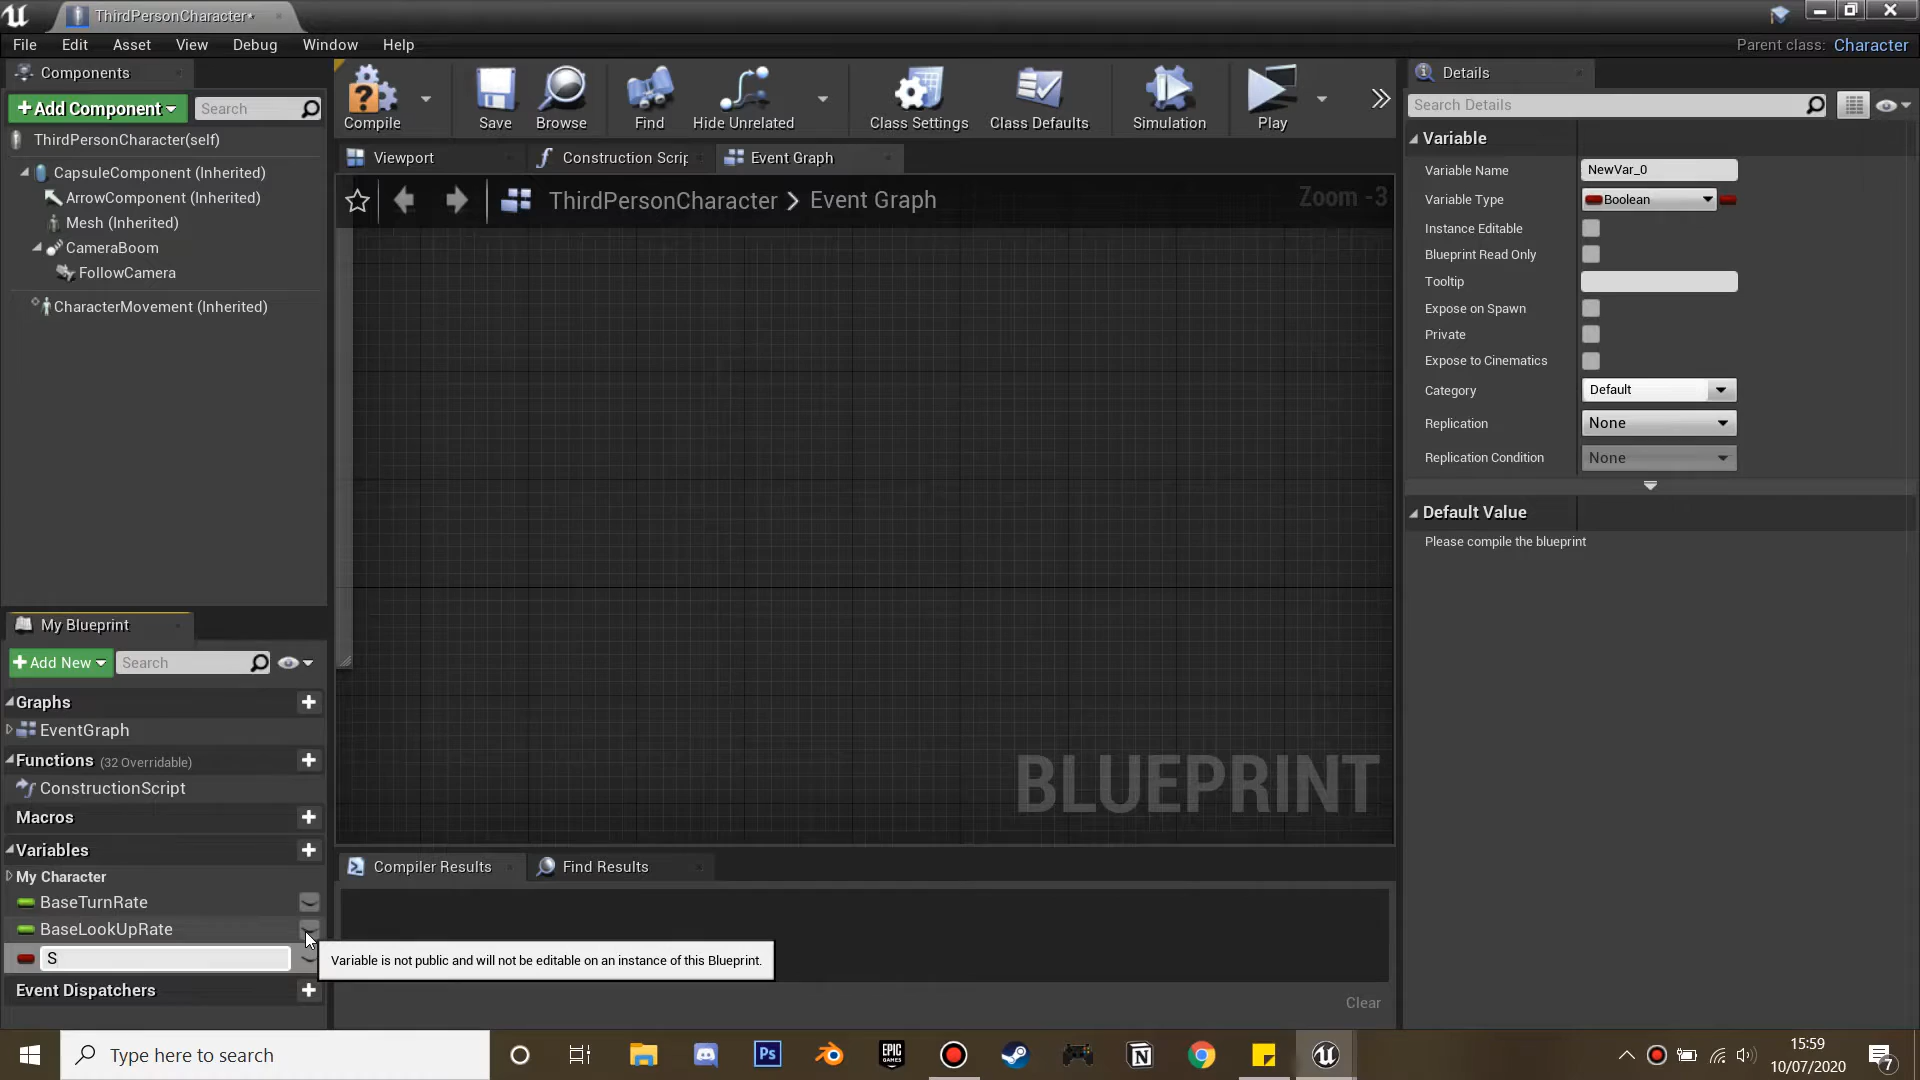 ThirdPersonCharacter*
File Edit Asset View Debug Window Help
Parent class: Character
Components
Add Component
Search
ThirdPersonCharacter(self)
CapsuleComponent (Inherited)
ArrowComponent (Inherited)
Mesh (Inherited)
CameraBoom
FollowCamera
CharacterMovement (Inherited)
Compile
Save
Browse
Find
Hide Unrelated
Class Settings
Class Defaults
Simulation
Play
Viewport
Construction Scrip
Event Graph
ThirdPersonCharacter > Event Graph
Zoom -3
BLUEPRINT
My Blueprint
Add New
Search
Graphs
EventGraph
Functions (32 Overridable)
ConstructionScript
Macros
Variables
My Character
BaseTurnRate
BaseLookUpRate
S
Event Dispatchers
Variable is not public and will not be editable on an instance of this Blueprint.
Compiler Results
Find Results
Clear
Details
Search Details
Variable
Variable Name NewVar_0
Variable Type Boolean
Instance Editable
Blueprint Read Only
Tooltip
Expose on Spawn
Private
Expose to Cinematics
Category Default
Replication None
Replication Condition None
Default Value
Please compile the blueprint
Type here to search
Ps
EPIC GAMES
15:59
10/07/2020
7